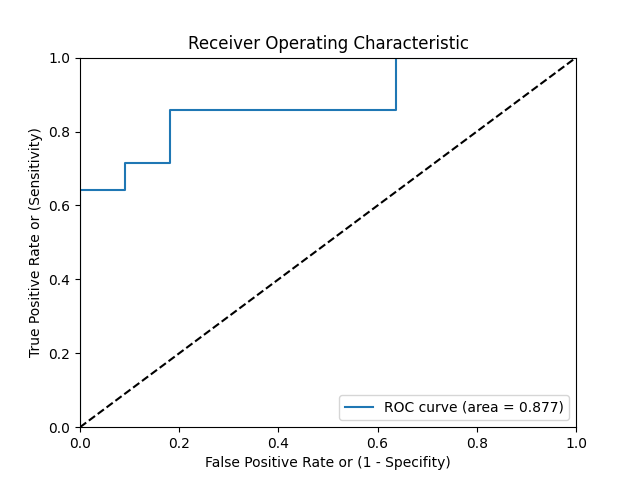 Receiver Operating Characteristic
True Positive Rate or (Sensitivity)
1.0
0.8
0.6
0.4
0.2
0.0
ROC curve (area = 0.877)
0.0 0.2 0.4 0.6 0.8 1.0
False Positive Rate or (1 - Specifity)